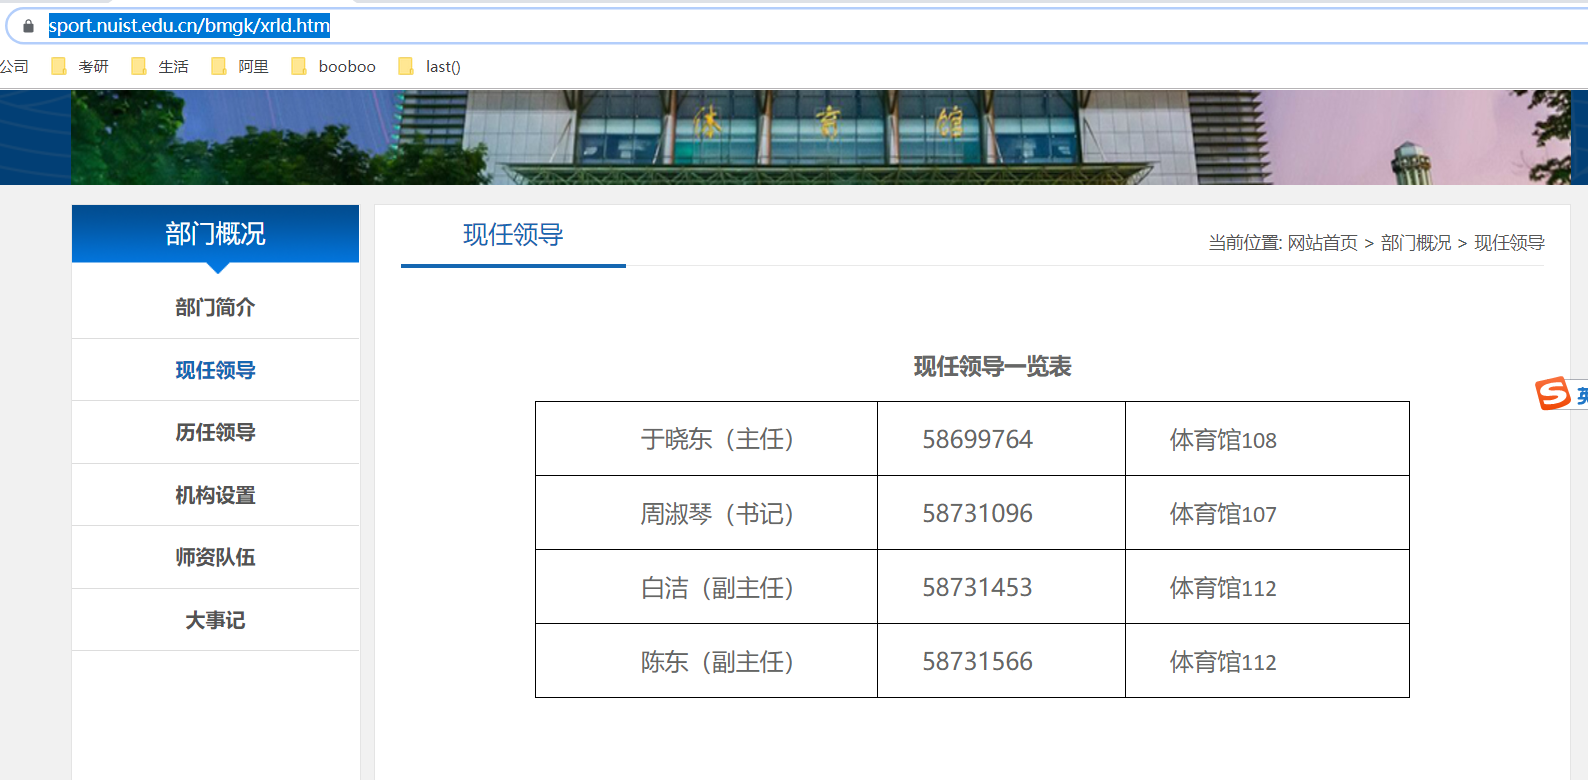 sport.nuist.edu.cn/bmgk/xrld.htm
公司 考研 生活 阿里 booboo last()
体育馆
部门概况
部门简介
现任领导
历任领导
机构设置
师资队伍
大事记
现任领导
当前位置: 网站首页 > 部门概况 > 现任领导
现任领导一览表
于晓东（主任） 58699764 体育馆108
周淑琴（书记） 58731096 体育馆107
白洁（副主任） 58731453 体育馆112
陈东（副主任） 58731566 体育馆112
S